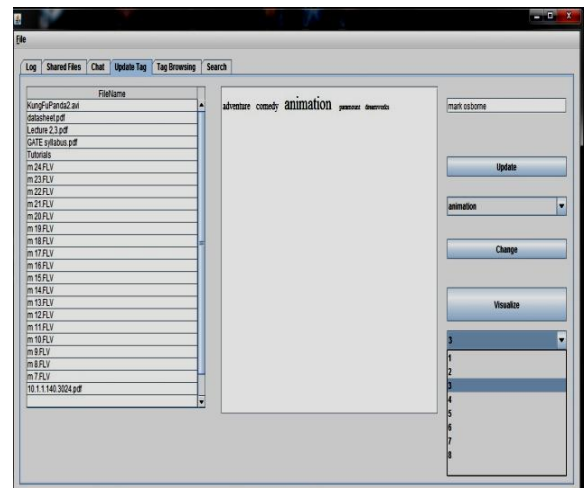 File
Log Shared Files Chat Update Tag Tag Browsing Search
FileName
KungFuPanda2.avi
datasheet.pdf
Lecture 2,3.pdf
GATE syllabus.pdf
Tutorials
m 24.FLV
m 23.FLV
m 22.FLV
m 21.FLV
m 20.FLV
m 19.FLV
m 18.FLV
m 17.FLV
m 16.FLV
m 15.FLV
m 14.FLV
m 13.FLV
m 12.FLV
m 11.FLV
m 10.FLV
m 9.FLV
m 8.FLV
m 7.FLV
10.1.1.140.3024.pdf
adventure comedy animation paramount dreamworks
mark osborne
Update
animation
Change
Visualize
3
1
2
3
4
5
6
7
8